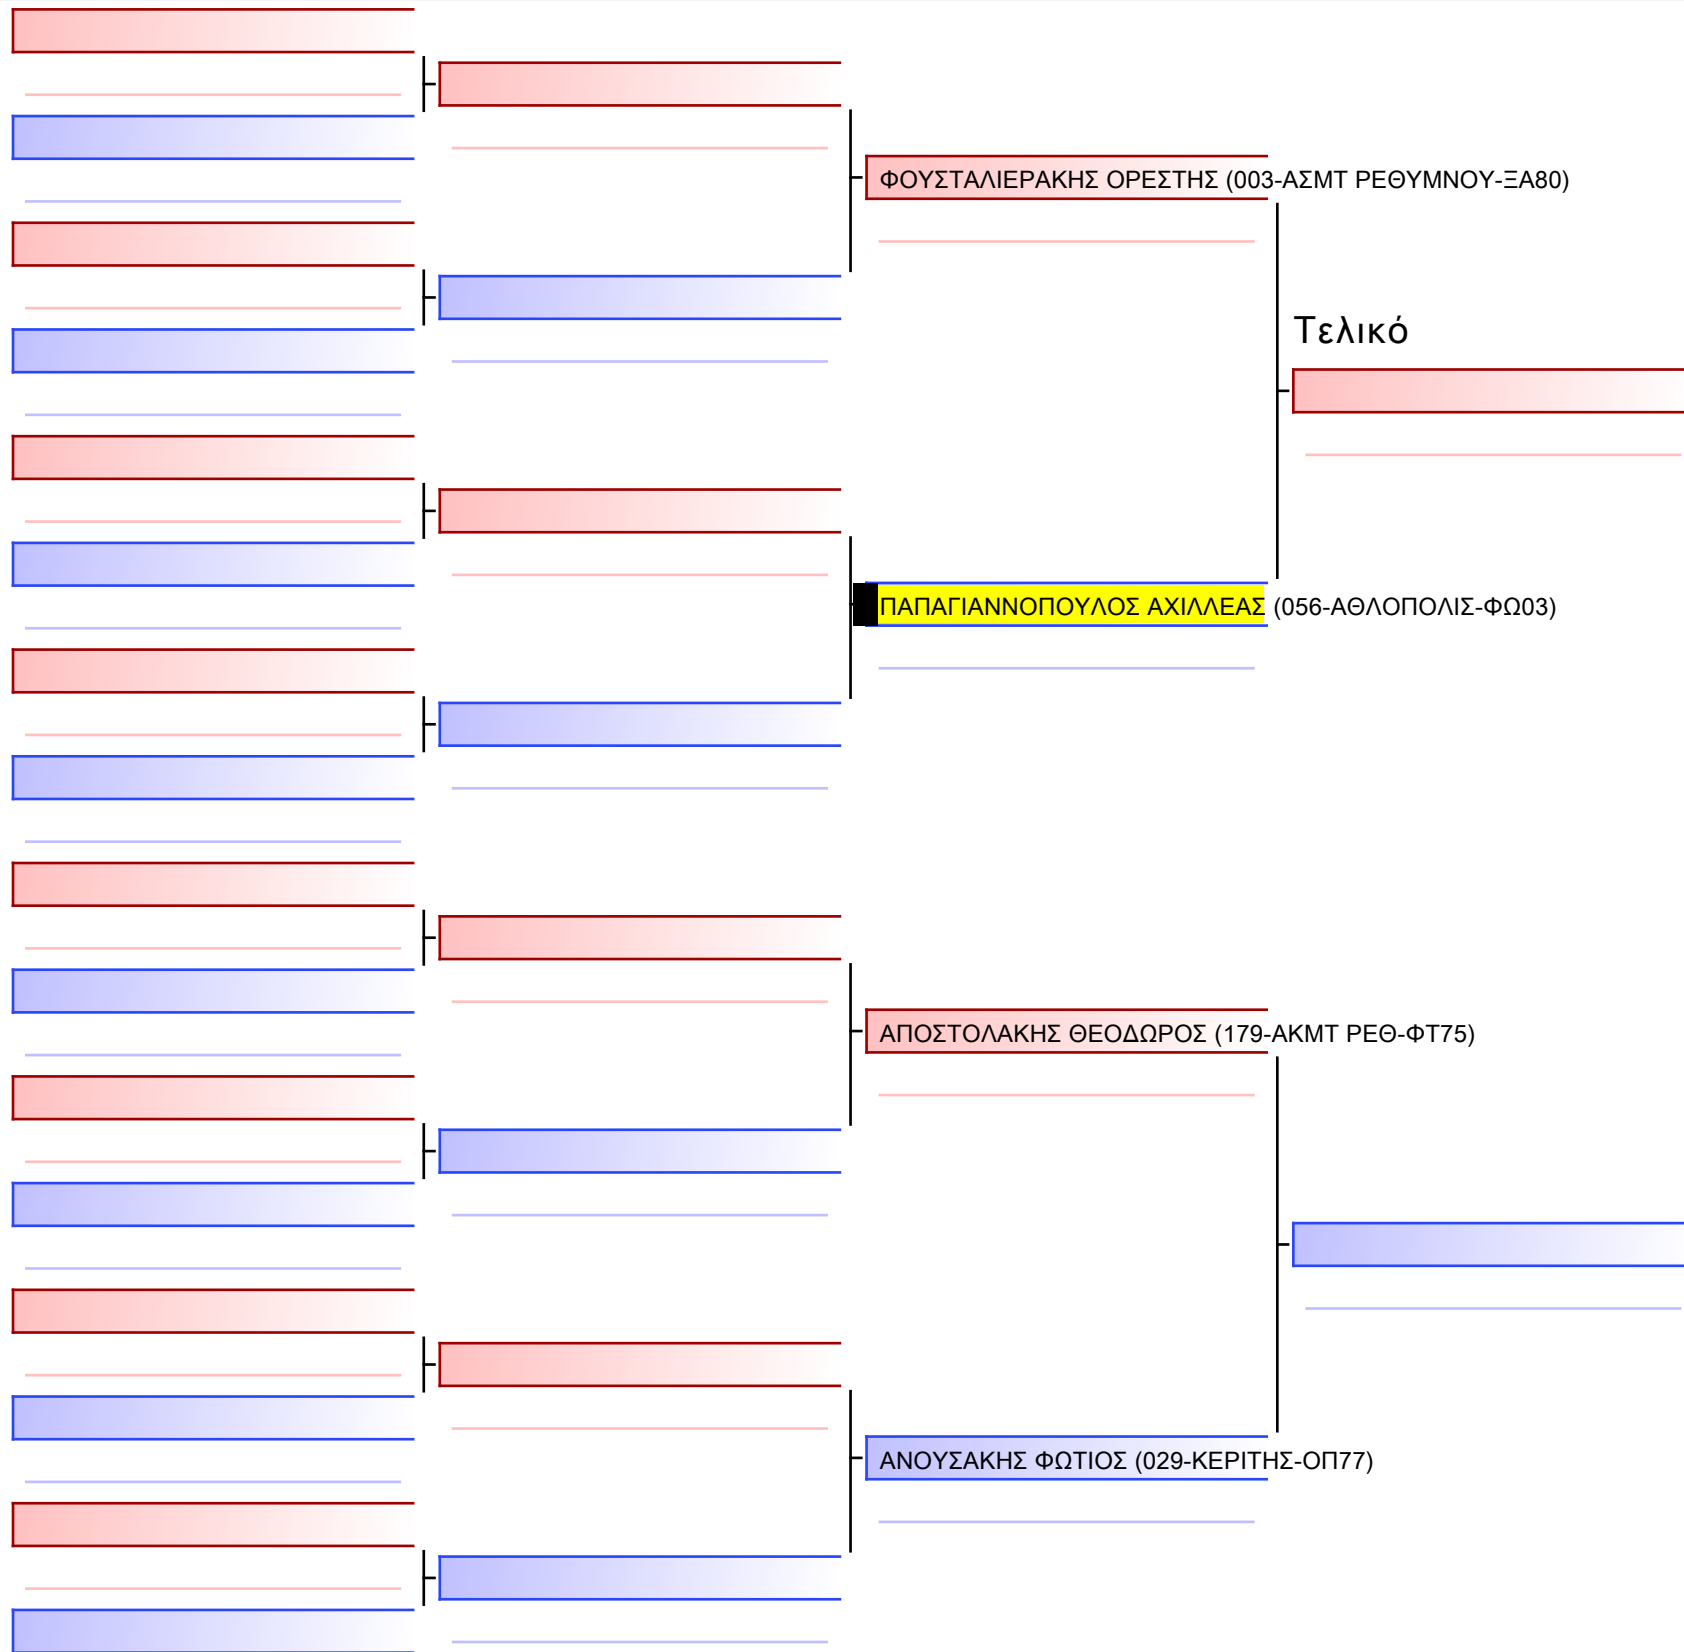 ΦΟΥΣΤΑΛΙΕΡΑΚΗΣ ΟΡΕΣΤΗΣ (003-ΑΣΜΤ ΡΕΘΥΜΝΟΥ-ΞΑ80)
Τελικό
ΠΑΠΑΓΙΑΝΝΟΠΟΥΛΟΣ ΑΧΙΛΛΕΑΣ (056-ΑΘΛΟΠΟΛΙΣ-ΦΩ03)
ΑΠΟΣΤΟΛΑΚΗΣ ΘΕΟΔΩΡΟΣ (179-ΑΚΜΤ ΡΕΘ-ΦΤ75)
ΑΝΟΥΣΑΚΗΣ ΦΩΤΙΟΣ (029-ΚΕΡΙΤΗΣ-ΟΠ77)